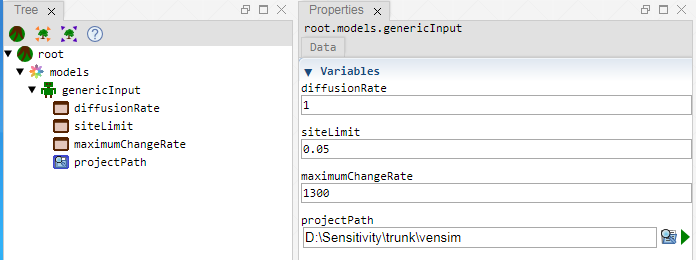 Tree
root
models
genericInput
diffusionRate
siteLimit
maximumChangeRate
projectPath
Properties
root.models.genericInput
Data
Variables
diffusionRate
1
siteLimit
0.05
maximumChangeRate
1300
projectPath
D:\Sensitivity\trunk\vensim